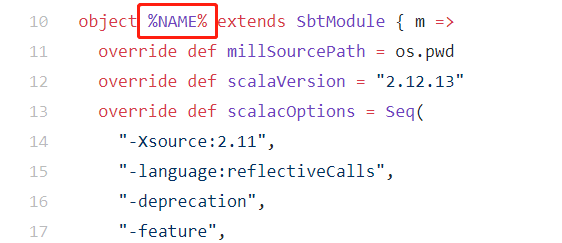 10 object %NAME% extends SbtModule { m =>
11 override def millSourcePath = os.pwd
12 override def scalaVersion = "2.12.13"
13 override def scalacOptions = Seq(
14 "-Xsource:2.11",
15 "-language:reflectiveCalls",
16 "-deprecation",
17 "-feature",